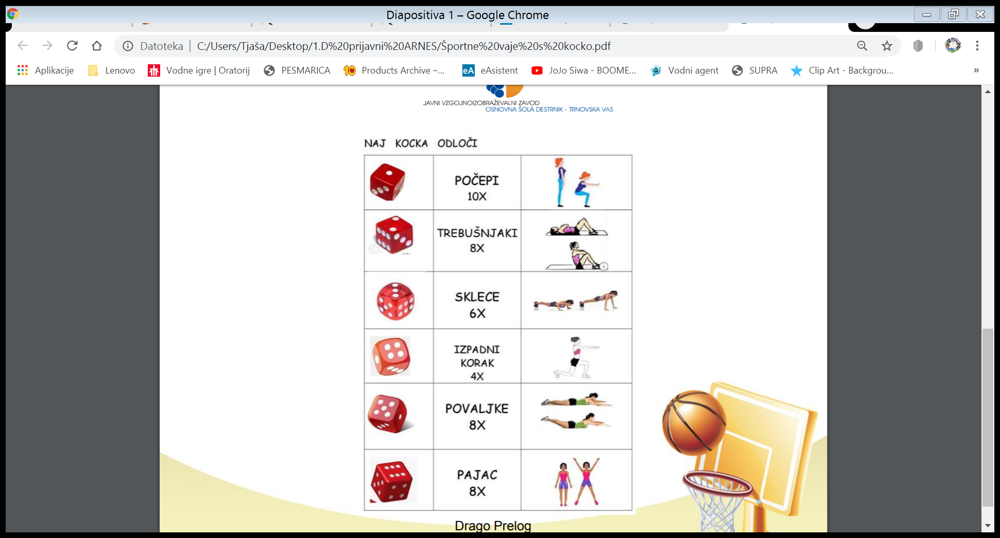 Diapositiva 1 – Google Chrome
Datoteka | C:/Users/Tjaša/Desktop/1.D%20prijavni%20ARNES/Športne%20vaje%20s%20kocko.pdf
Aplikacije Lenovo Vodne igre | Oratorij PESMARICA Products Archive –... eA eAsistent JoJo Siwa - BOOME... Vodni agent SUPRA Clip Art - Backgrou... »
JAVNI VZGOJNOIZOBRAŽEVALNI ZAVOD
OSNOVNA ŠOLA DESTRNIK - TRNOVSKA VAS
NAJ KOCKA ODLOČI
POČEPI
10X
TREBUŠNJAKI
8X
SKLECE
6X
IZPADNI
KORAK
4X
POVALJKE
8X
PAJAC
8X
Drago Prelog